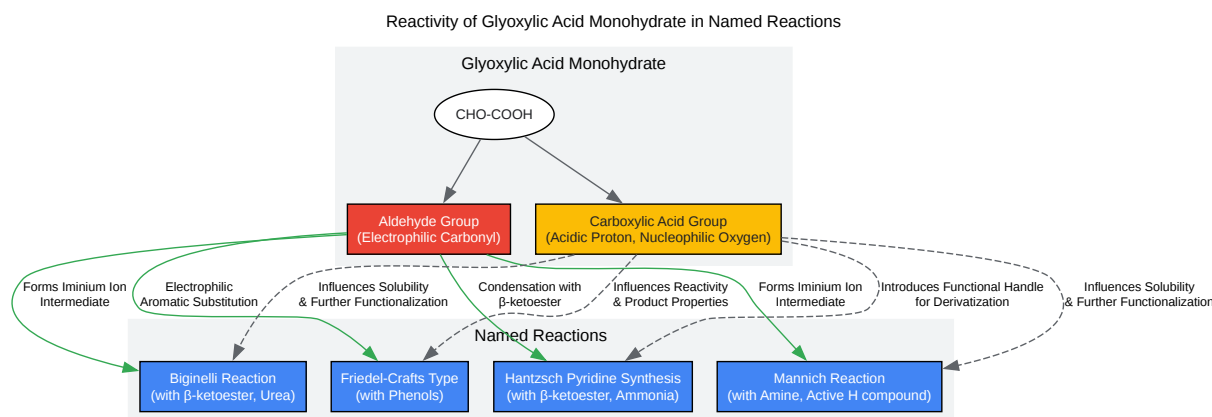 Reactivity of Glyoxylic Acid Monohydrate in Named Reactions
Glyoxylic Acid Monohydrate
CHO-COOH
Aldehyde Group
(Electrophilic Carbonyl)
Carboxylic Acid Group
(Acidic Proton, Nucleophilic Oxygen)
Forms Iminium Ion
Intermediate
Electrophilic
Aromatic Substitution
Influences Solubility
& Further Functionalization
Condensation with
β-ketoester
Influences Reactivity
& Product Properties
Forms Iminium Ion
Intermediate
Introduces Functional Handle
for Derivatization
Influences Solubility
& Further Functionalization
Named Reactions
Biginelli Reaction
(with β-ketoester, Urea)
Friedel-Crafts Type
(with Phenols)
Hantzsch Pyridine Synthesis
(with β-ketoester, Ammonia)
Mannich Reaction
(with Amine, Active H compound)